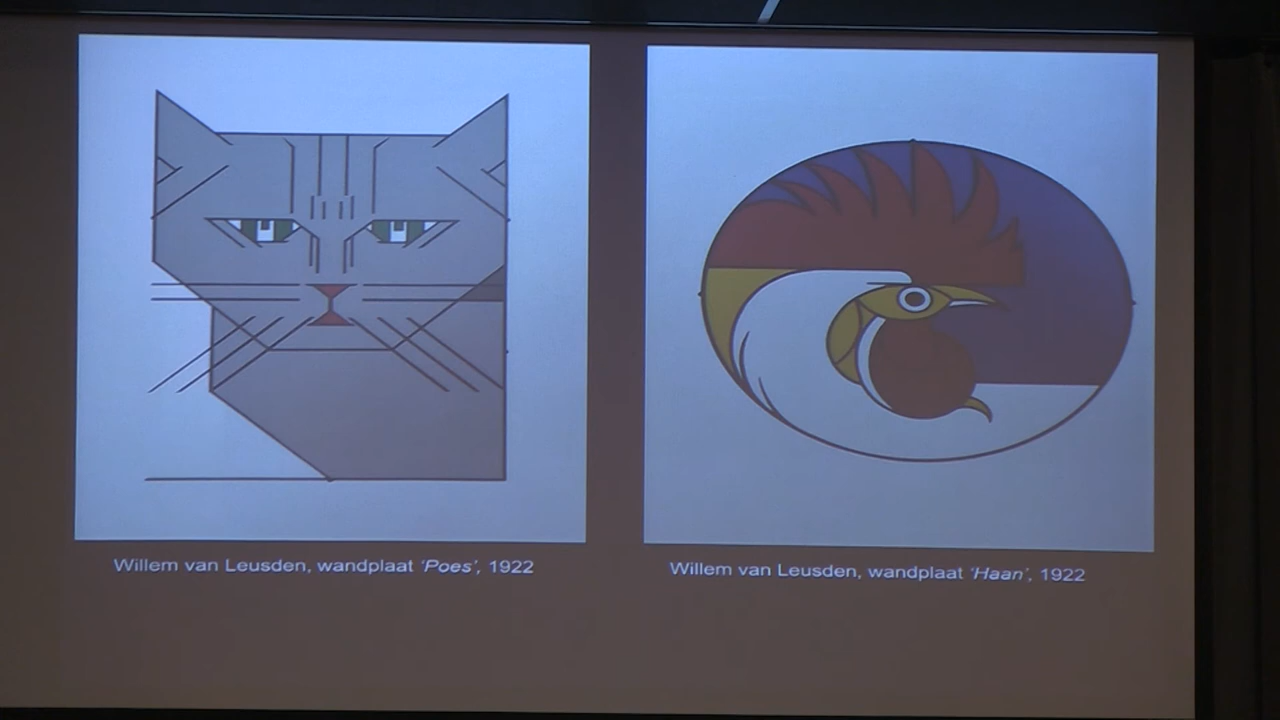 Willem van Leusden, wandplaat ‘Poes’, 1922
Willem van Leusden, wandplaat ‘Haan’, 1922